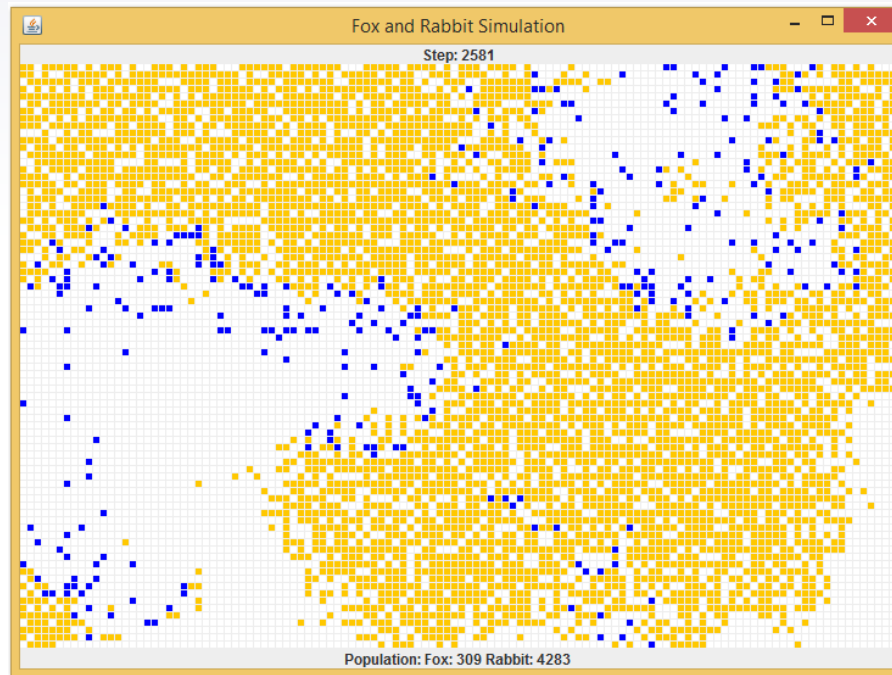 Fox and Rabbit Simulation
Step: 2581
Population: Fox: 309 Rabbit: 4283